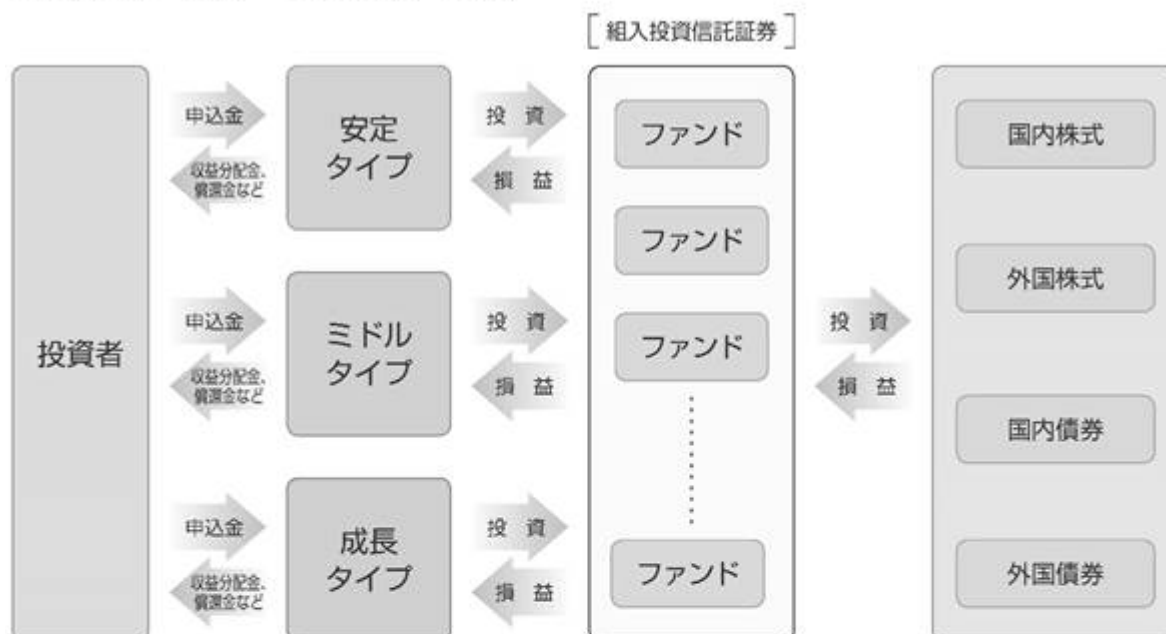 [組入投資信託証券]
投資者
申込金
収益分配金、
償還金など
安定
タイプ
投 資
損 益
申込金
収益分配金、
償還金など
ミドル
タイプ
投 資
損 益
申込金
収益分配金、
償還金など
成長
タイプ
投 資
損 益
ファンド
ファンド
ファンド
ファンド
投 資
損 益
国内株式
外国株式
国内債券
外国債券